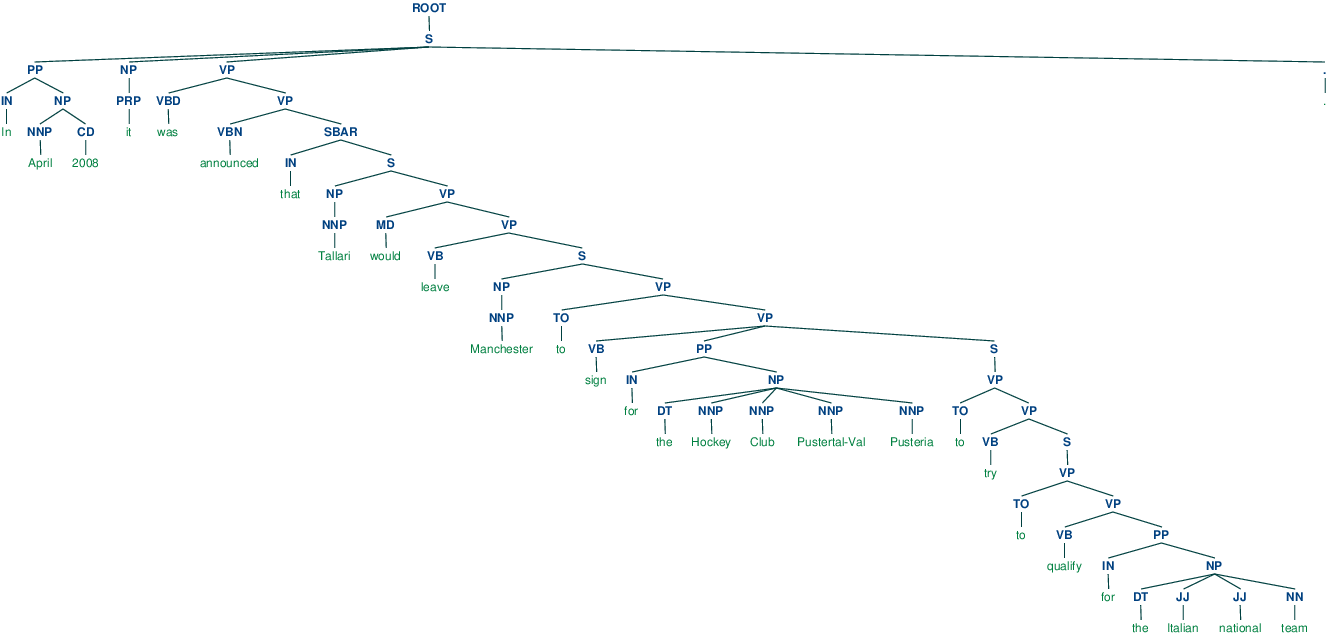 ROOT
S
PP NP VP .
IN NP PRP VBD VP .
In NNP CD it was VBN SBAR
April 2008 announced IN S
that NP VP
NNP MD VP
Tallari would VB S
leave NP VP
NNP TO VP
Manchester to VB PP S
sign IN NP VP
for DT NNP NNP NNP NNP TO VP
the Hockey Club Pustertal-Val Pusteria to VB S
try VP
TO VP
to VB PP
qualify IN NP
for DT JJ JJ NN
the Italian national team